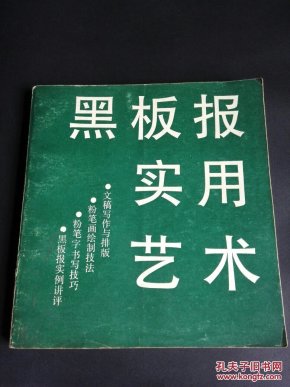 黑板报
实用
艺术
●文稿写作与排版
●粉笔画绘制技法
●粉笔字书写技巧
●黑板报实例讲评
孔夫子旧书网